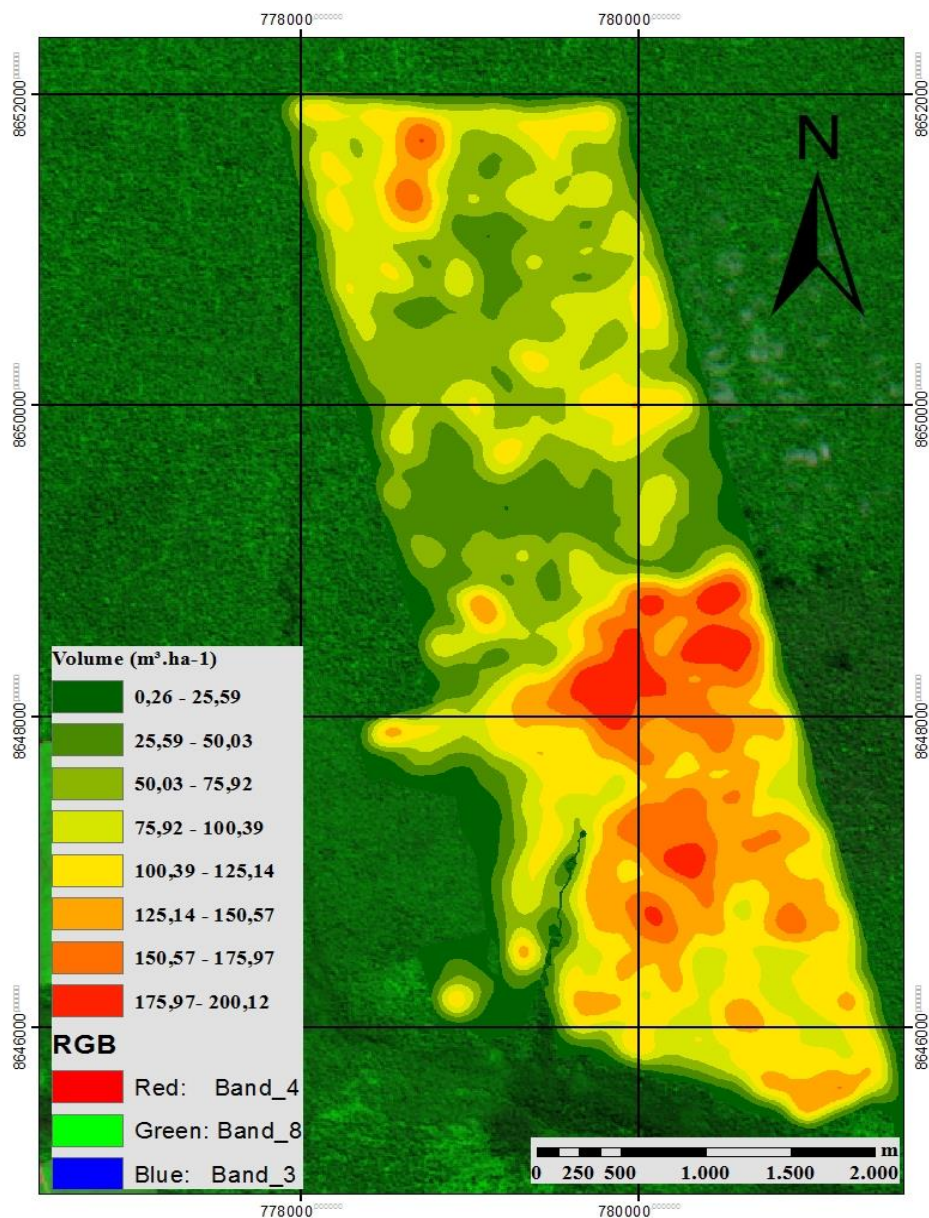 778000°°°°°° 780000°°°°°°
8652000°°°°°° 8652000°°°°°°
N
8650000°°°°°° 8650000°°°°°°
Volume (m³.ha-1)
0,26 - 25,59
25,59 - 50,03
50,03 - 75,92
75,92 - 100,39
100,39 - 125,14
125,14 - 150,57
150,57 - 175,97
175,97- 200,12
8648000°°°°°° 8648000°°°°°°
8646000°°°°°° 8646000°°°°°°
RGB
Red: Band_4
Green: Band_8
Blue: Band_3
m
0 250 500 1.000 1.500 2.000
778000°°°°°° 780000°°°°°°